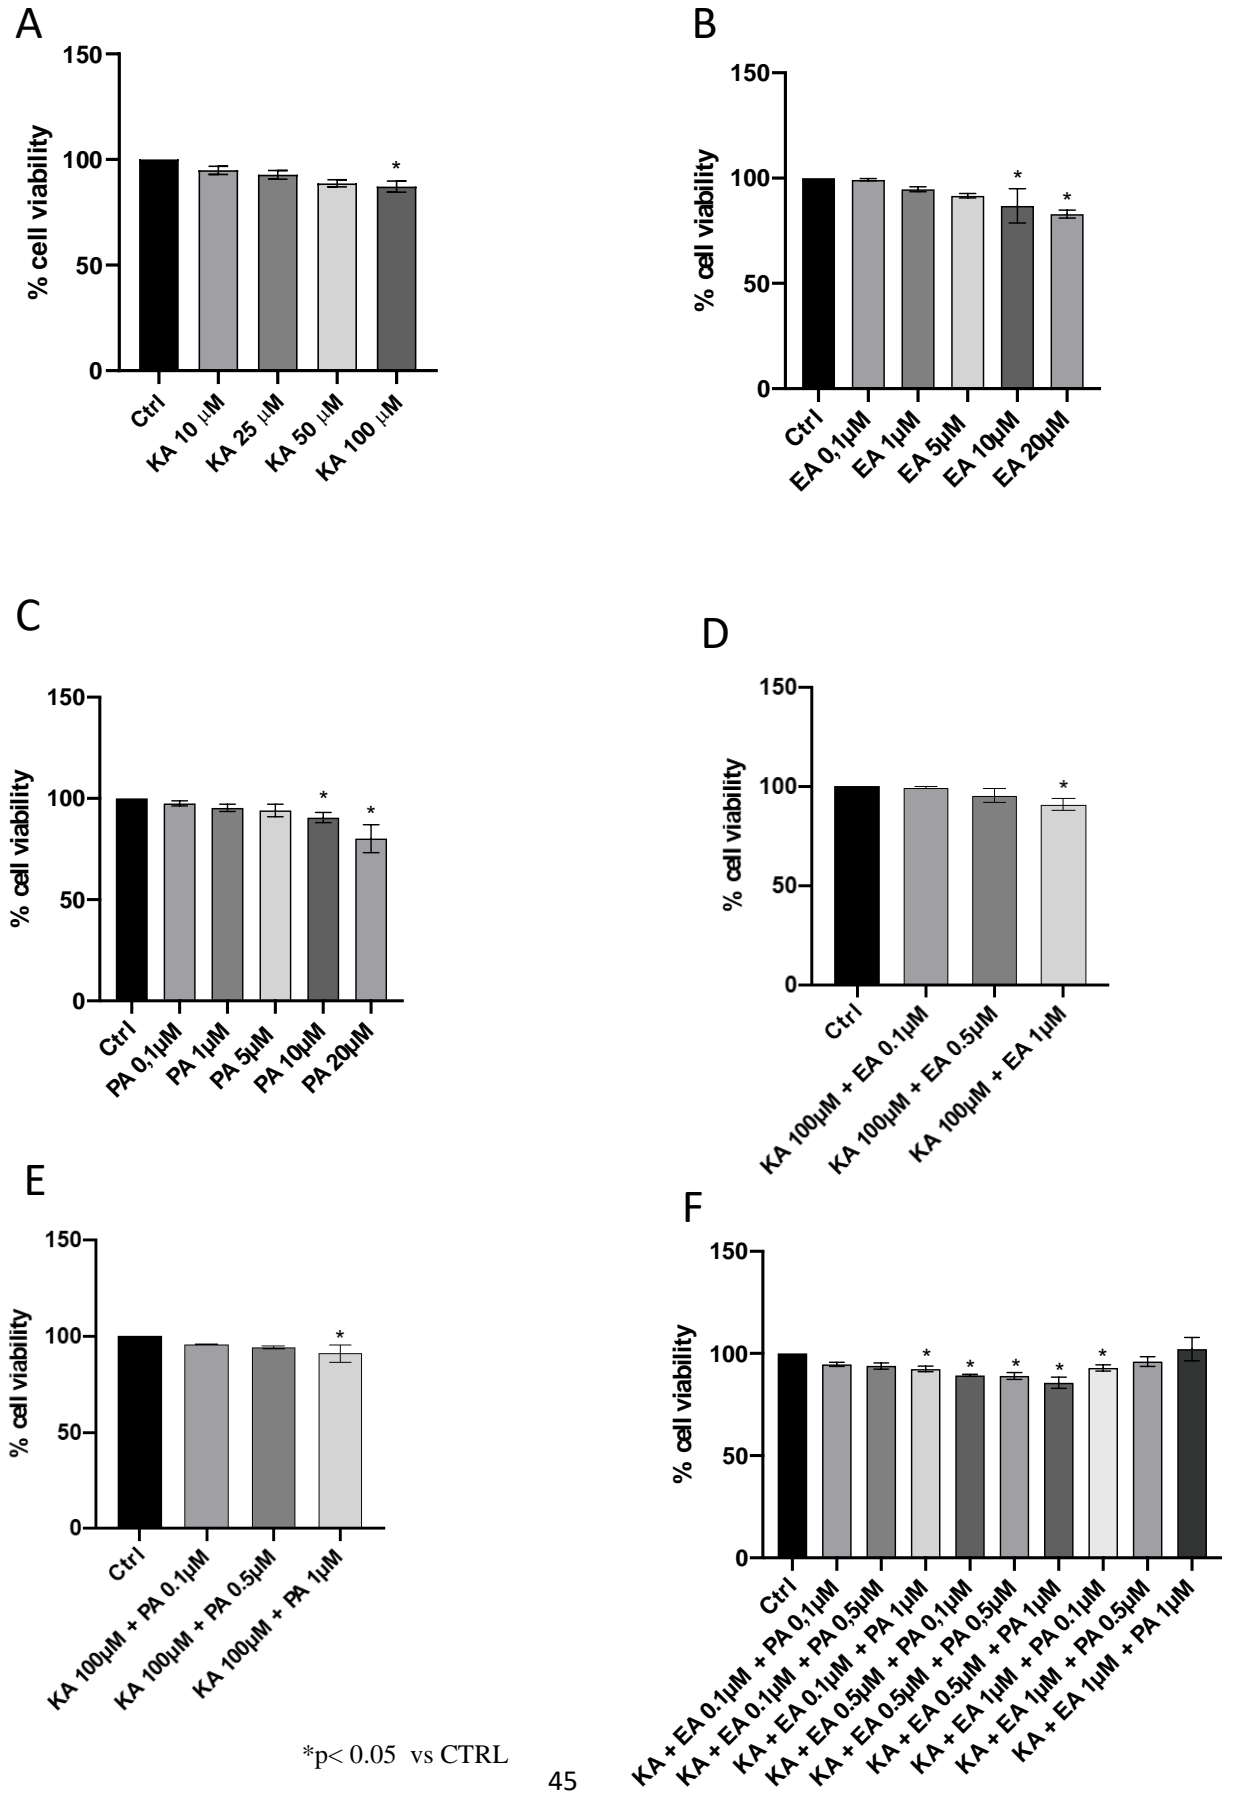 A
150
100
50
0
% cell viability
*
Ctrl
KA 10 μM
KA 25 μM
KA 50 μM
KA 100 μM
B
150
100
50
0
% cell viability
*
*
Ctrl
EA 0,1µM
EA 1µM
EA 5µM
EA 10µM
EA 20µM
C
150
100
50
0
% cell viability
*
*
Ctrl
PA 0,1µM
PA 1µM
PA 5µM
PA 10µM
PA 20µM
D
150
100
50
0
% cell viability
*
Ctrl
KA 100µM + EA 0.1µM
KA 100µM + EA 0.5µM
KA 100µM + EA 1µM
E
150
100
50
0
% cell viability
*
Ctrl
KA 100µM + PA 0.1µM
KA 100µM + PA 0.5µM
KA 100µM + PA 1µM
F
150
100
50
0
% cell viability
*
*
*
*
*
Ctrl
KA + EA 0.1µM + PA 0,1µM
KA + EA 0.1µM + PA 0,5µM
KA + EA 0.1µM + PA 1µM
KA + EA 0.5µM + PA 0,1µM
KA + EA 0.5µM + PA 0,5µM
KA + EA 0.5µM + PA 1µM
KA + EA 1µM + PA 0.1µM
KA + EA 1µM + PA 0.5µM
KA + EA 1µM + PA 1µM
*p< 0.05 vs CTRL
45